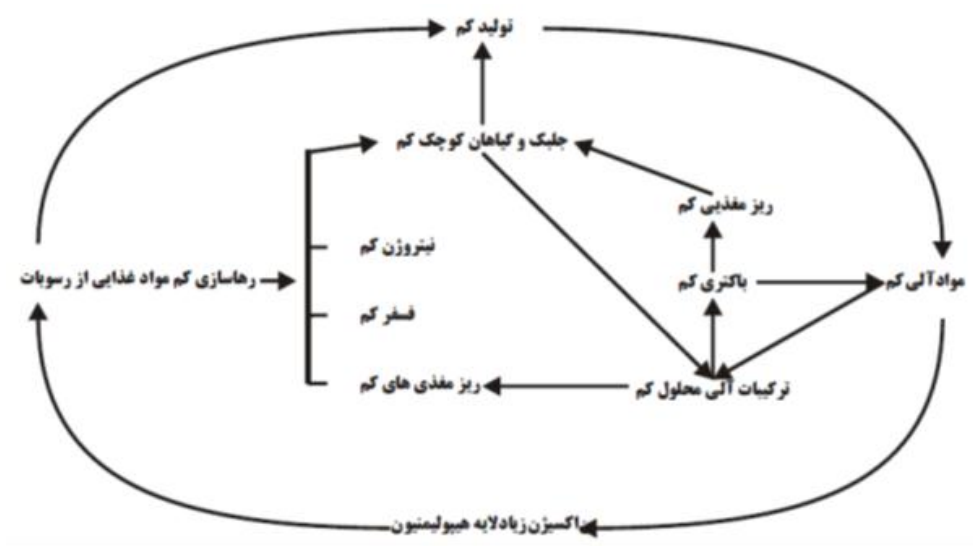 تولید کم
جلبک و گیاهان کوچک کم
ریز مغذیی کم
نیتروژن کم
رهاسازی کم مواد غذایی از رسوبات
باکتری کم
مواد آلی کم
فسفر کم
ریز مغذی های کم
ترکیبات آلی محلول کم
اکسیژن زیاد لایه هیپولیمنیون